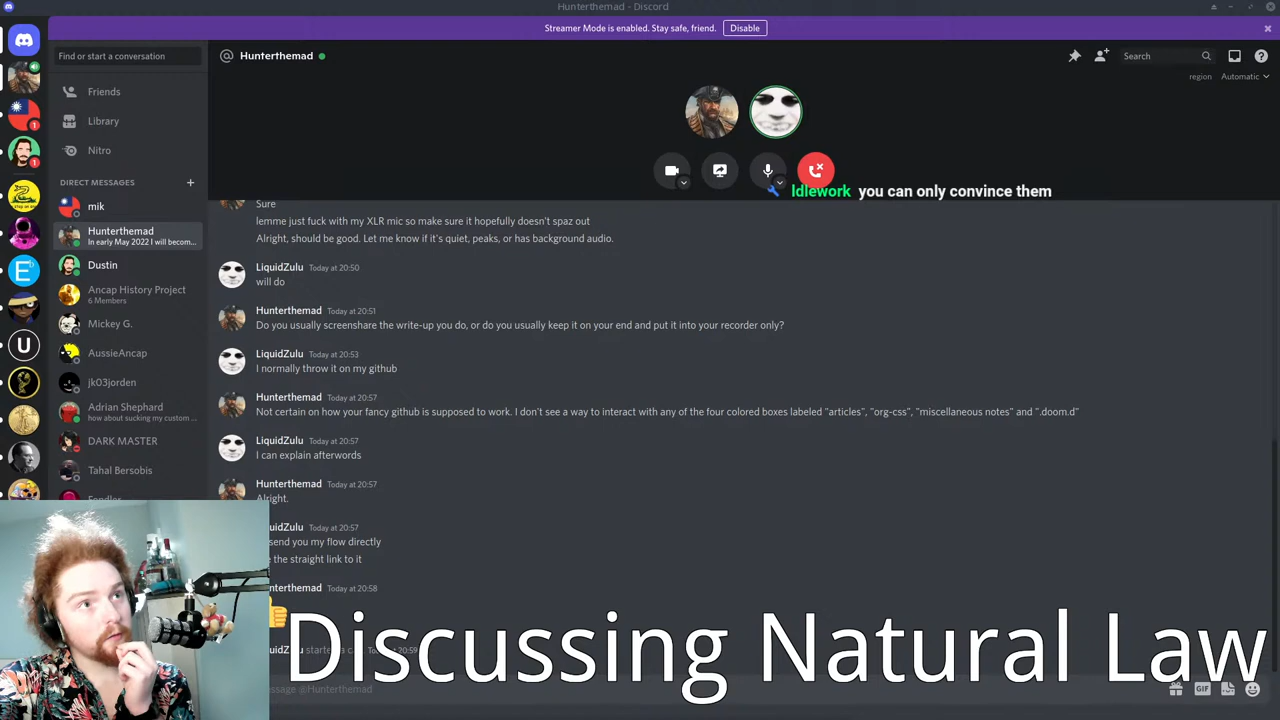 Hunterthemad - Discord
Streamer Mode is enabled. Stay safe, friend.
Disable
Find or start a conversation
Hunterthemad
Search
region
Automatic
Friends
Library
Nitro
DIRECT MESSAGES
mik
Hunterthemad
In early May 2022 I will becom...
Dustin
Ancap History Project
6 Members
Mickey G.
AussieAncap
jk03jorden
Adrian Shephard
how about sucking my custom ...
DARK MASTER
Tahal Bersobis
1
1
Idlework you can only convince them
Sure
lemme just fuck with my XLR mic so make sure it hopefully doesn't spaz out
Alright, should be good. Let me know if it's quiet, peaks, or has background audio.
LiquidZulu Today at 20:50
will do
Hunterthemad Today at 20:51
Do you usually screenshare the write-up you do, or do you usually keep it on your end and put it into your recorder only?
LiquidZulu Today at 20:53
I normally throw it on my github
Hunterthemad Today at 20:57
Not certain on how your fancy github is supposed to work. I don't see a way to interact with any of the four colored boxes labeled "articles", "org-css", "miscellaneous notes" and ".doom.d"
LiquidZulu Today at 20:57
I can explain afterwords
Hunterthemad Today at 20:57
Alright.
Today at 20:57
send you my flow directly
the straight link to it
Today at 20:58
Today at 20:59
Discussing Natural Law
@Hunterthemad
GIF